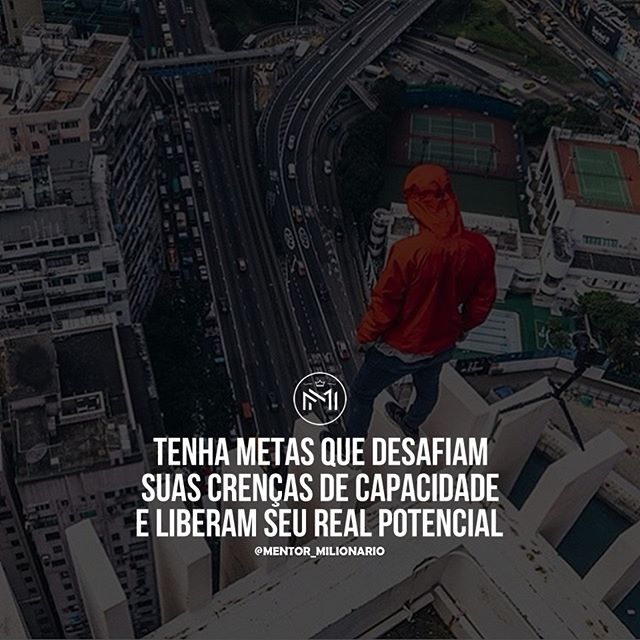 TENHA METAS QUE DESAFIAM
SUAS CRENÇAS DE CAPACIDADE
E LIBERAM SEU REAL POTENCIAL
@MENTOR_MILIONARIO